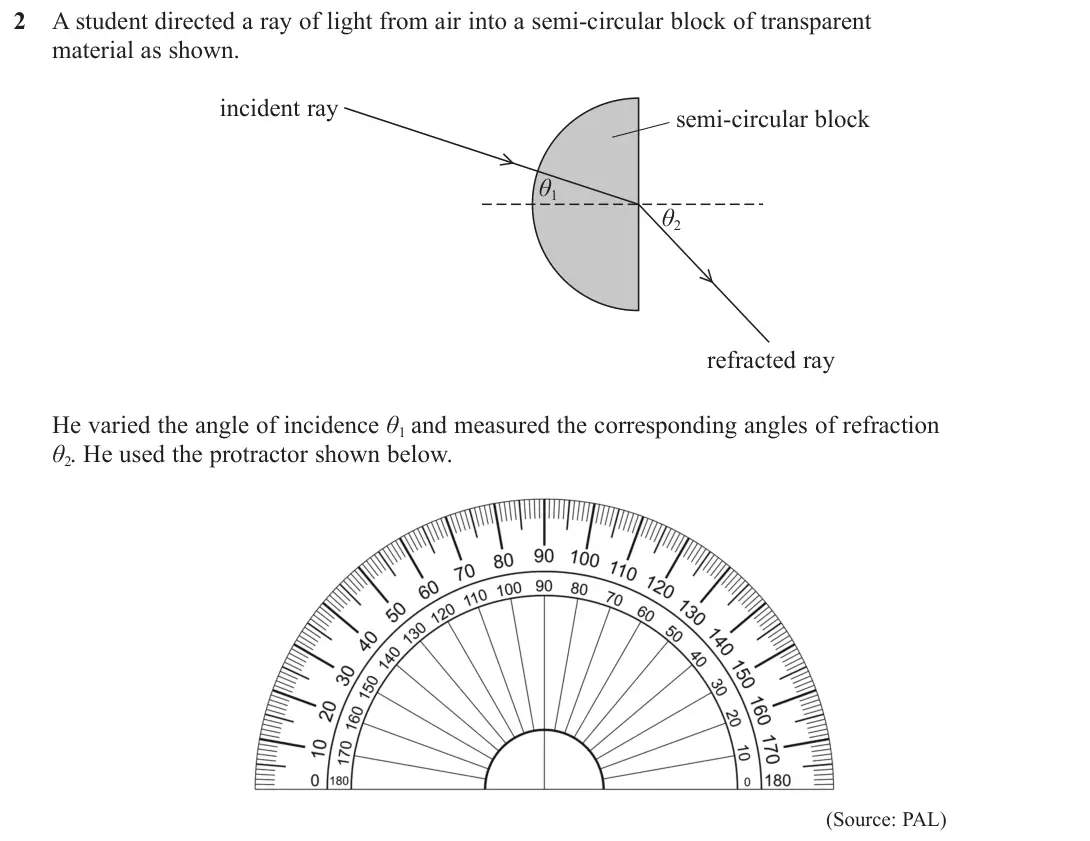 2 A student directed a ray of light from air into a semi-circular block of transparent
material as shown.
incident ray
semi-circular block
θ₁
θ₂
refracted ray
He varied the angle of incidence θ₁ and measured the corresponding angles of refraction
θ₂. He used the protractor shown below.
0 10 20 30 40 50 60 70 80 90 100 110 120 130 140 150 160 170 180
180 170 160 150 140 130 120 110 100 90 80 70 60 50 40 30 20 10 0
(Source: PAL)